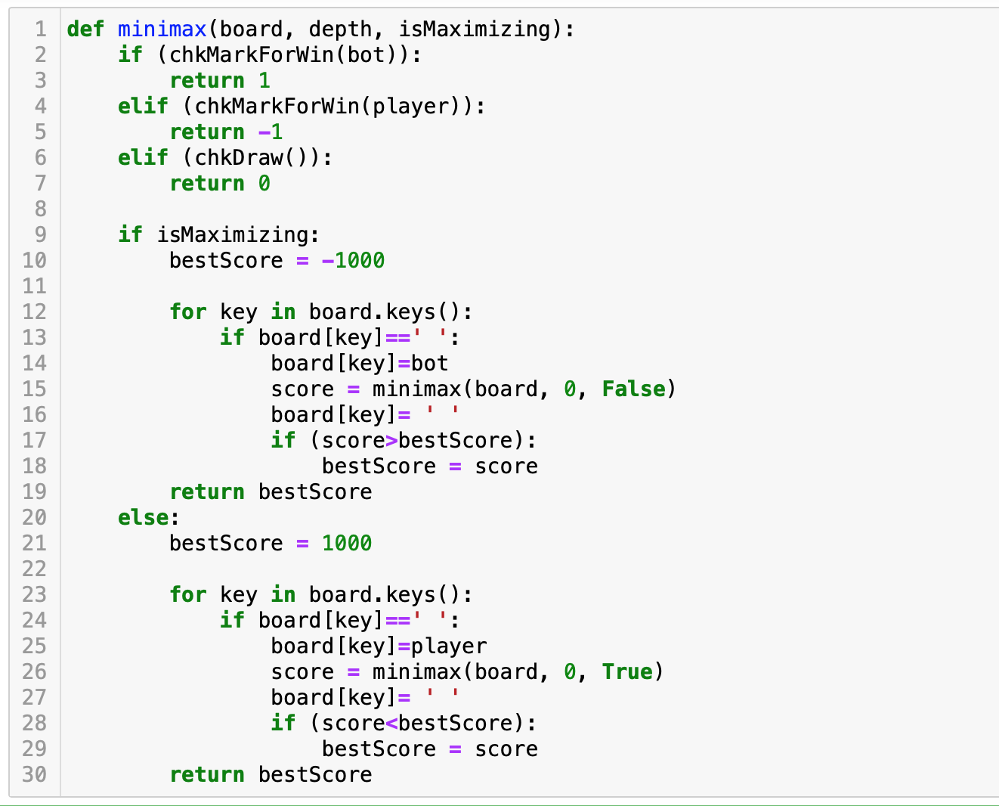 1 def minimax(board, depth, isMaximizing):
2     if (chkMarkForWin(bot)):
3         return 1
4     elif (chkMarkForWin(player)):
5         return -1
6     elif (chkDraw()):
7         return 0
8
9     if isMaximizing:
10         bestScore = -1000
11
12         for key in board.keys():
13             if board[key]==' ':
14                 board[key]=bot
15                 score = minimax(board, 0, False)
16                 board[key]= ' '
17                 if (score>bestScore):
18                     bestScore = score
19         return bestScore
20     else:
21         bestScore = 1000
22
23         for key in board.keys():
24             if board[key]==' ':
25                 board[key]=player
26                 score = minimax(board, 0, True)
27                 board[key]= ' '
28                 if (score<bestScore):
29                     bestScore = score
30         return bestScore